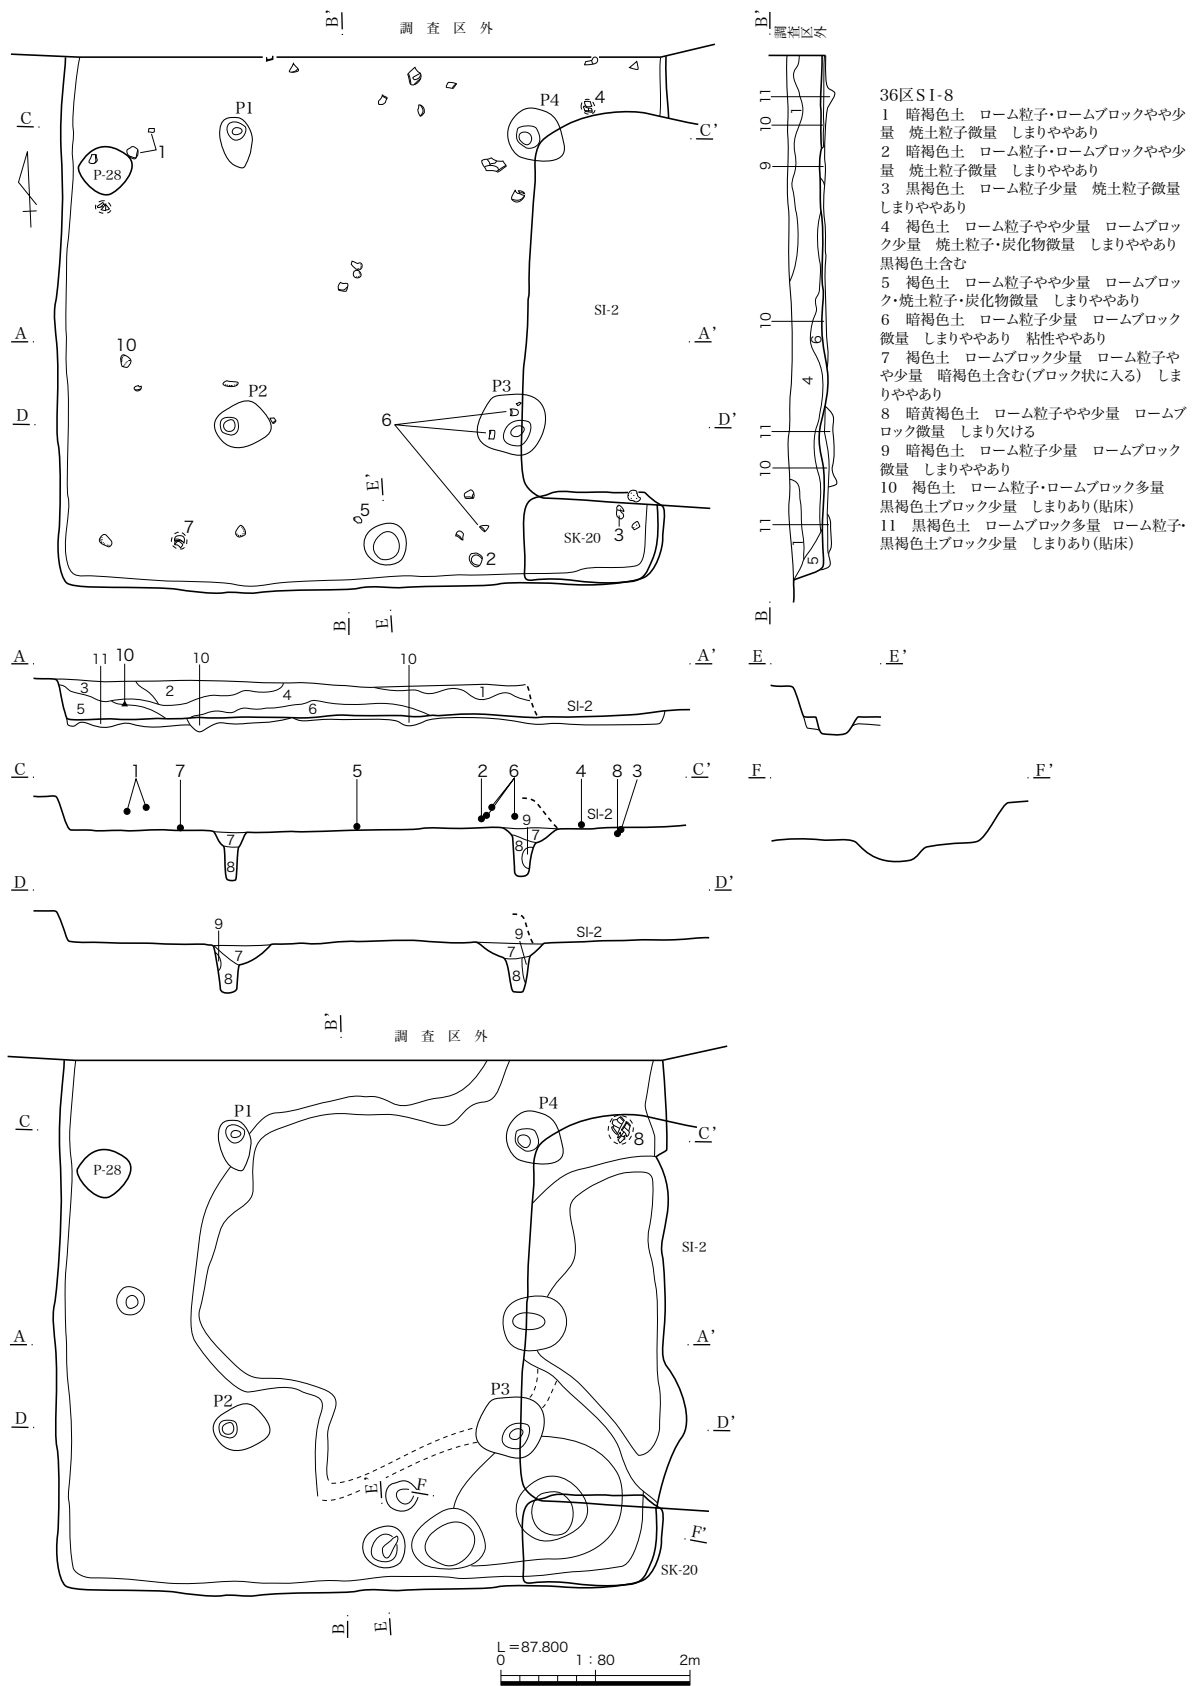 B’
調 査 区 外
P1
P4
4
C
C’
1
P-28
SI-2
A
A’
10
P2
P3
D
D’
6
E’
5
7
SK-20
3
2
B
E
B’
調査区外
11
10
9
1
10
6
4
11
10
11
1
5
B
36区ＳＩ-８
1　暗褐色土　ローム粒子・ロームブロックやや少
量　焼土粒子微量　しまりややあり
2　暗褐色土　ローム粒子・ロームブロックやや少
量　焼土粒子微量　しまりややあり
3　黒褐色土　ローム粒子少量　焼土粒子微量
しまりややあり
4　褐色土　ローム粒子やや少量　ロームブロッ
ク少量　焼土粒子・炭化物微量　しまりややあり
黒褐色土含む
5　褐色土　ローム粒子やや少量　ロームブロッ
ク・焼土粒子・炭化物微量　しまりややあり
6　暗褐色土　ローム粒子少量　ロームブロック
微量　しまりややあり　粘性ややあり
7　褐色土　ロームブロック少量　ローム粒子や
や少量　暗褐色土含む(ブロック状に入る)　しま
りややあり
8　暗黄褐色土　ローム粒子やや少量　ロームブ
ロック微量　しまり欠ける
9　暗褐色土　ローム粒子少量　ロームブロック
微量　しまりややあり
10　褐色土　ローム粒子・ロームブロック多量
黒褐色土ブロック少量　しまりあり(貼床)
11　黒褐色土　ロームブロック多量　ローム粒子・
黒褐色土ブロック少量　しまりあり(貼床)
A
A’
11 10 10 10
3 2 4 1
5 6 SI-2
E
E’
C
C’
1 7 5 2 6 4 8 3
SI-2
9
7 7
8 8
F
F’
D
D’
9 9 SI-2
7 7
8 8
B’
調 査 区 外
P1
P4
8
C
C’
P-28
SI-2
A
A’
P2
P3
D
D’
E’
F
F’
SK-20
B
E
L＝87.800
0 1：80 2m